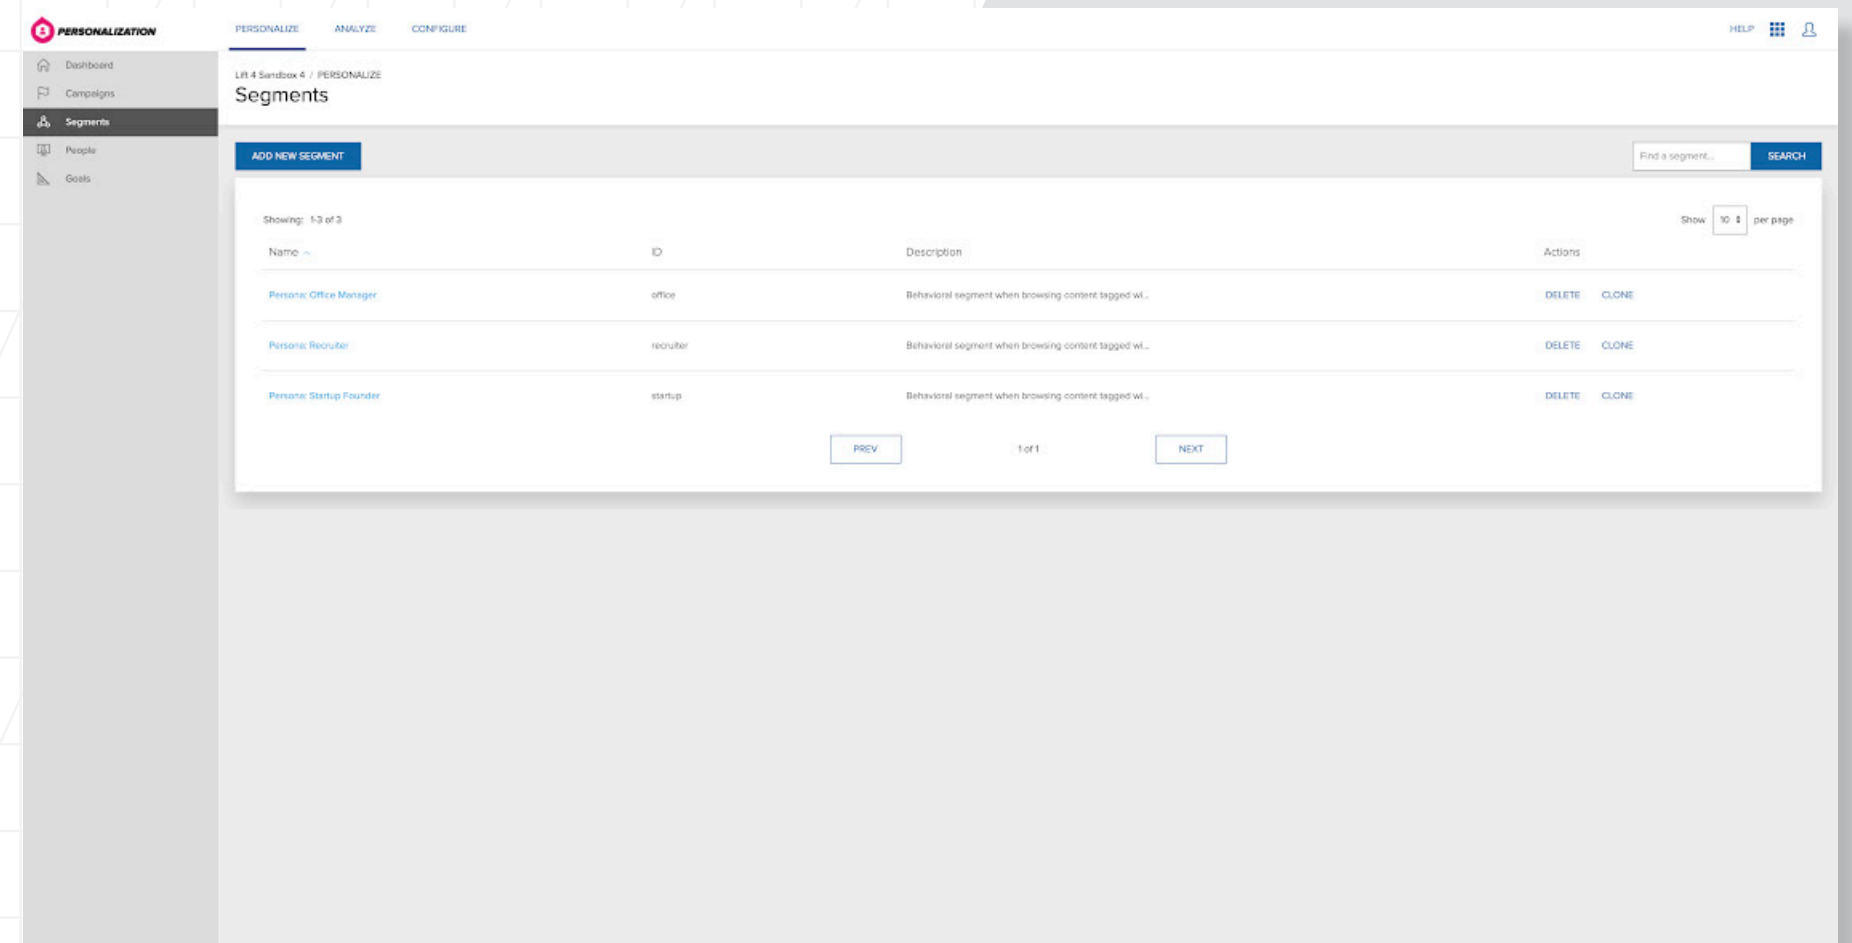 PERSONALIZATION
PERSONALIZE ANALYZE CONFIGURE
HELP
Dashboard
Campaigns
Segments
People
Goals
Lift 4 Sandbox 4 / PERSONALIZE
Segments
ADD NEW SEGMENT
Find a segment... SEARCH
Showing: 1-3 of 3
Show 10 per page
Name ID Description Actions
Persona: Office Manager office Behavioral segment when browsing content tagged wi... DELETE CLONE
Persona: Recruiter recruiter Behavioral segment when browsing content tagged wi... DELETE CLONE
Persona: Startup Founder startup Behavioral segment when browsing content tagged wi... DELETE CLONE
PREV 1 of 1 NEXT